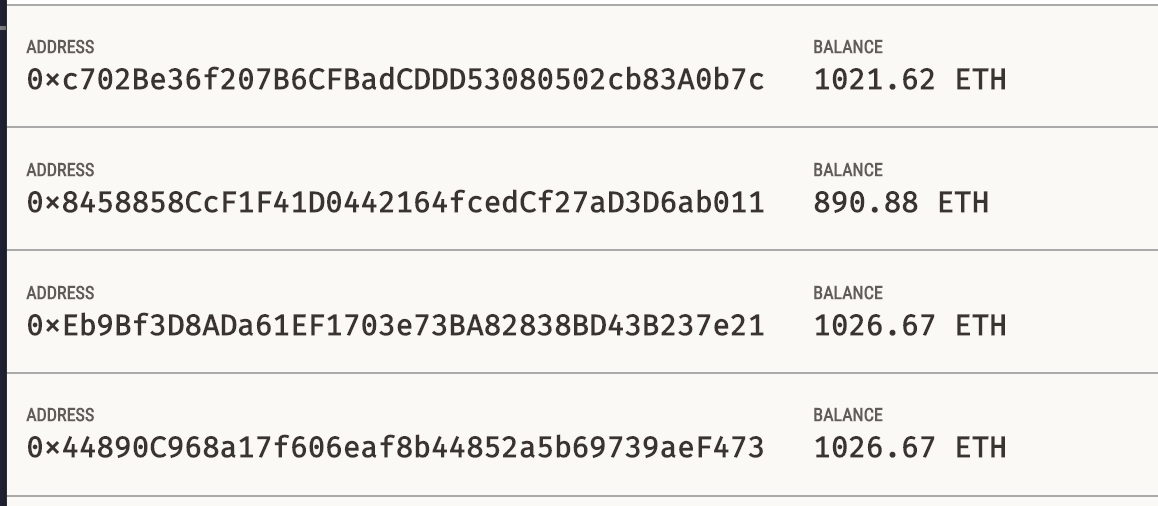 ADDRESS BALANCE
0×c702Be36f207B6CFBadCDDD53080502cb83A0b7c 1021.62 ETH
ADDRESS BALANCE
0×8458858CcF1F41D0442164fcedCf27aD3D6ab011 890.88 ETH
ADDRESS BALANCE
0×Eb9Bf3D8ADa61EF1703e73BA82838BD43B237e21 1026.67 ETH
ADDRESS BALANCE
0×44890C968a17f606eaf8b44852a5b69739aeF473 1026.67 ETH